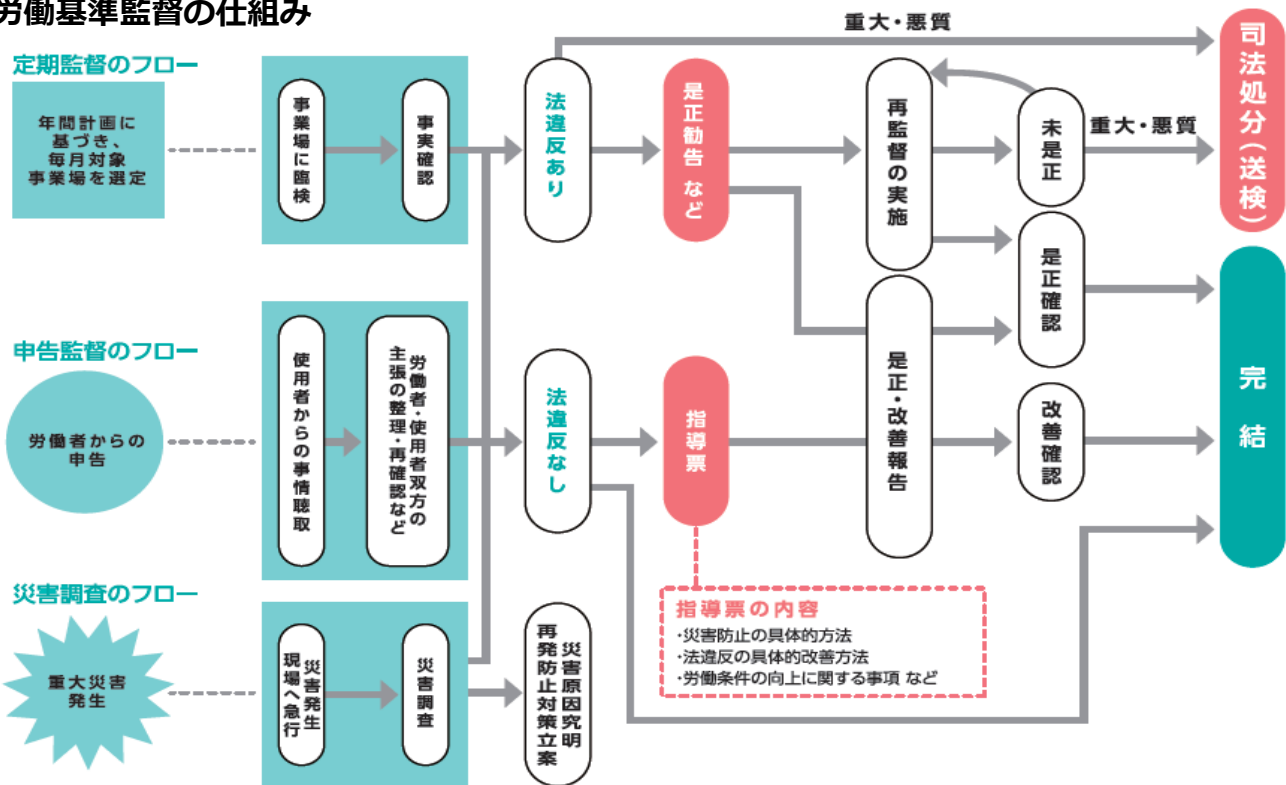 労働基準監督の仕組み
定期監督のフロー
年間計画に
基づき、
毎月対象
事業場を選定
事業場に臨検
事実確認
法違反あり
是正勧告 など
再監督の実施
未是正
重大・悪質
重大・悪質
司法処分（送検）
是正確認
申告監督のフロー
労働者からの
申告
使用者からの事情聴取
労働者・使用者双方の
主張の整理・再確認など
法違反なし
指導票
是正・改善報告
改善確認
完結
災害調査のフロー
重大災害
発生
災害発生
現場へ急行
災害調査
災害原因究明
再発防止対策立案
指導票の内容
・災害防止の具体的方法
・法違反の具体的改善方法
・労働条件の向上に関する事項 など